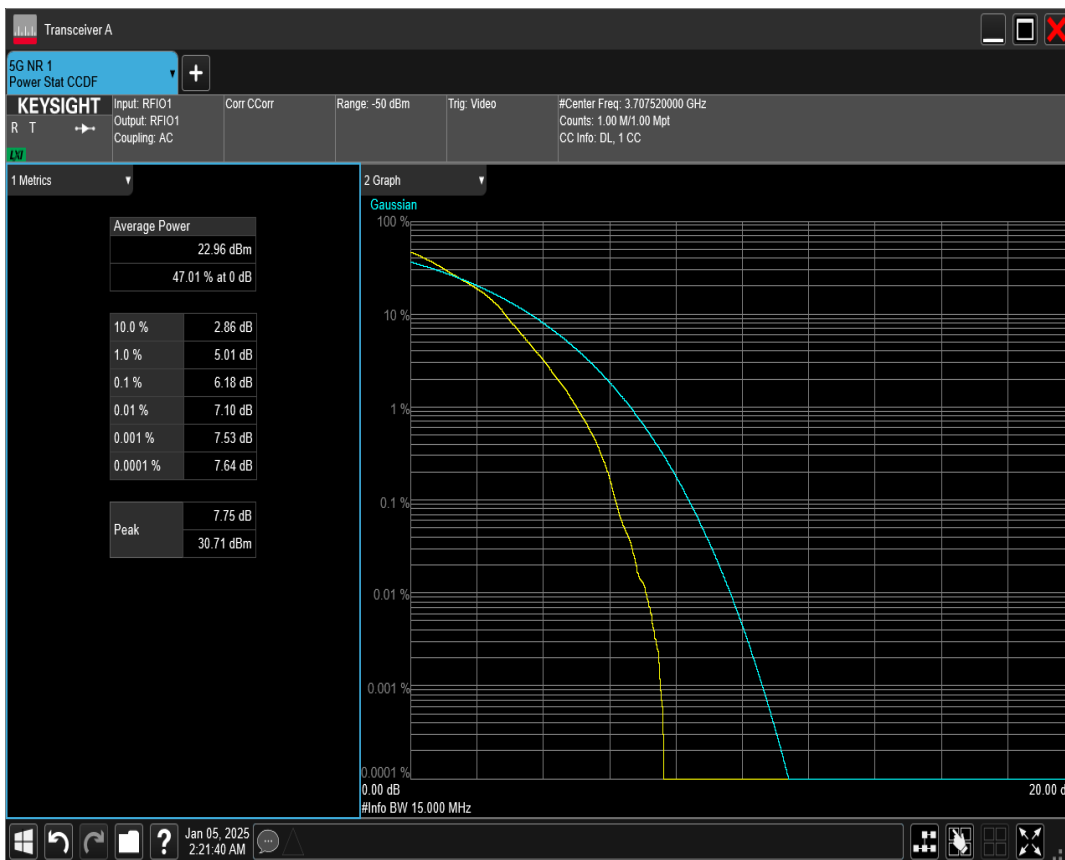 Transceiver A
5G NR 1
Power Stat CCDF
+
KEYSIGHT
R T
LXI
Input: RFIO1
Output: RFIO1
Coupling: AC
Corr CCorr
Range: -50 dBm
Trig: Video
#Center Freq: 3.707520000 GHz
Counts: 1.00 M/1.00 Mpt
CC Info: DL, 1 CC
1 Metrics
Average Power
22.96 dBm
47.01 % at 0 dB
10.0 % 2.86 dB
1.0 % 5.01 dB
0.1 % 6.18 dB
0.01 % 7.10 dB
0.001 % 7.53 dB
0.0001 % 7.64 dB
Peak 7.75 dB
30.71 dBm
2 Graph
Gaussian
100 %
10 %
1 %
0.1 %
0.01 %
0.001 %
0.0001 %
0.00 dB 20.00 d
#Info BW 15.000 MHz
?
Jan 05, 2025
2:21:40 AM